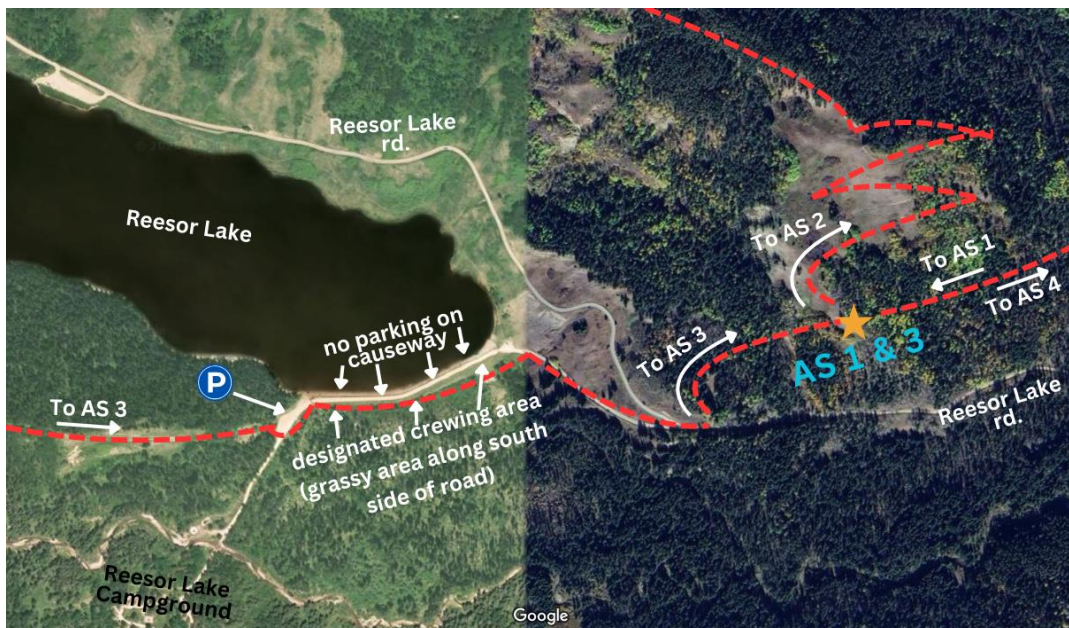 Reesor Lake
rd.
Reesor Lake
To AS 2
To AS 1
To AS 4
no parking on
causeway
To AS 3
AS 1 & 3
P
To AS 3
designated crewing area
(grassy area along south
side of road)
Reesor Lake
rd.
Reesor Lake
Campground
Google